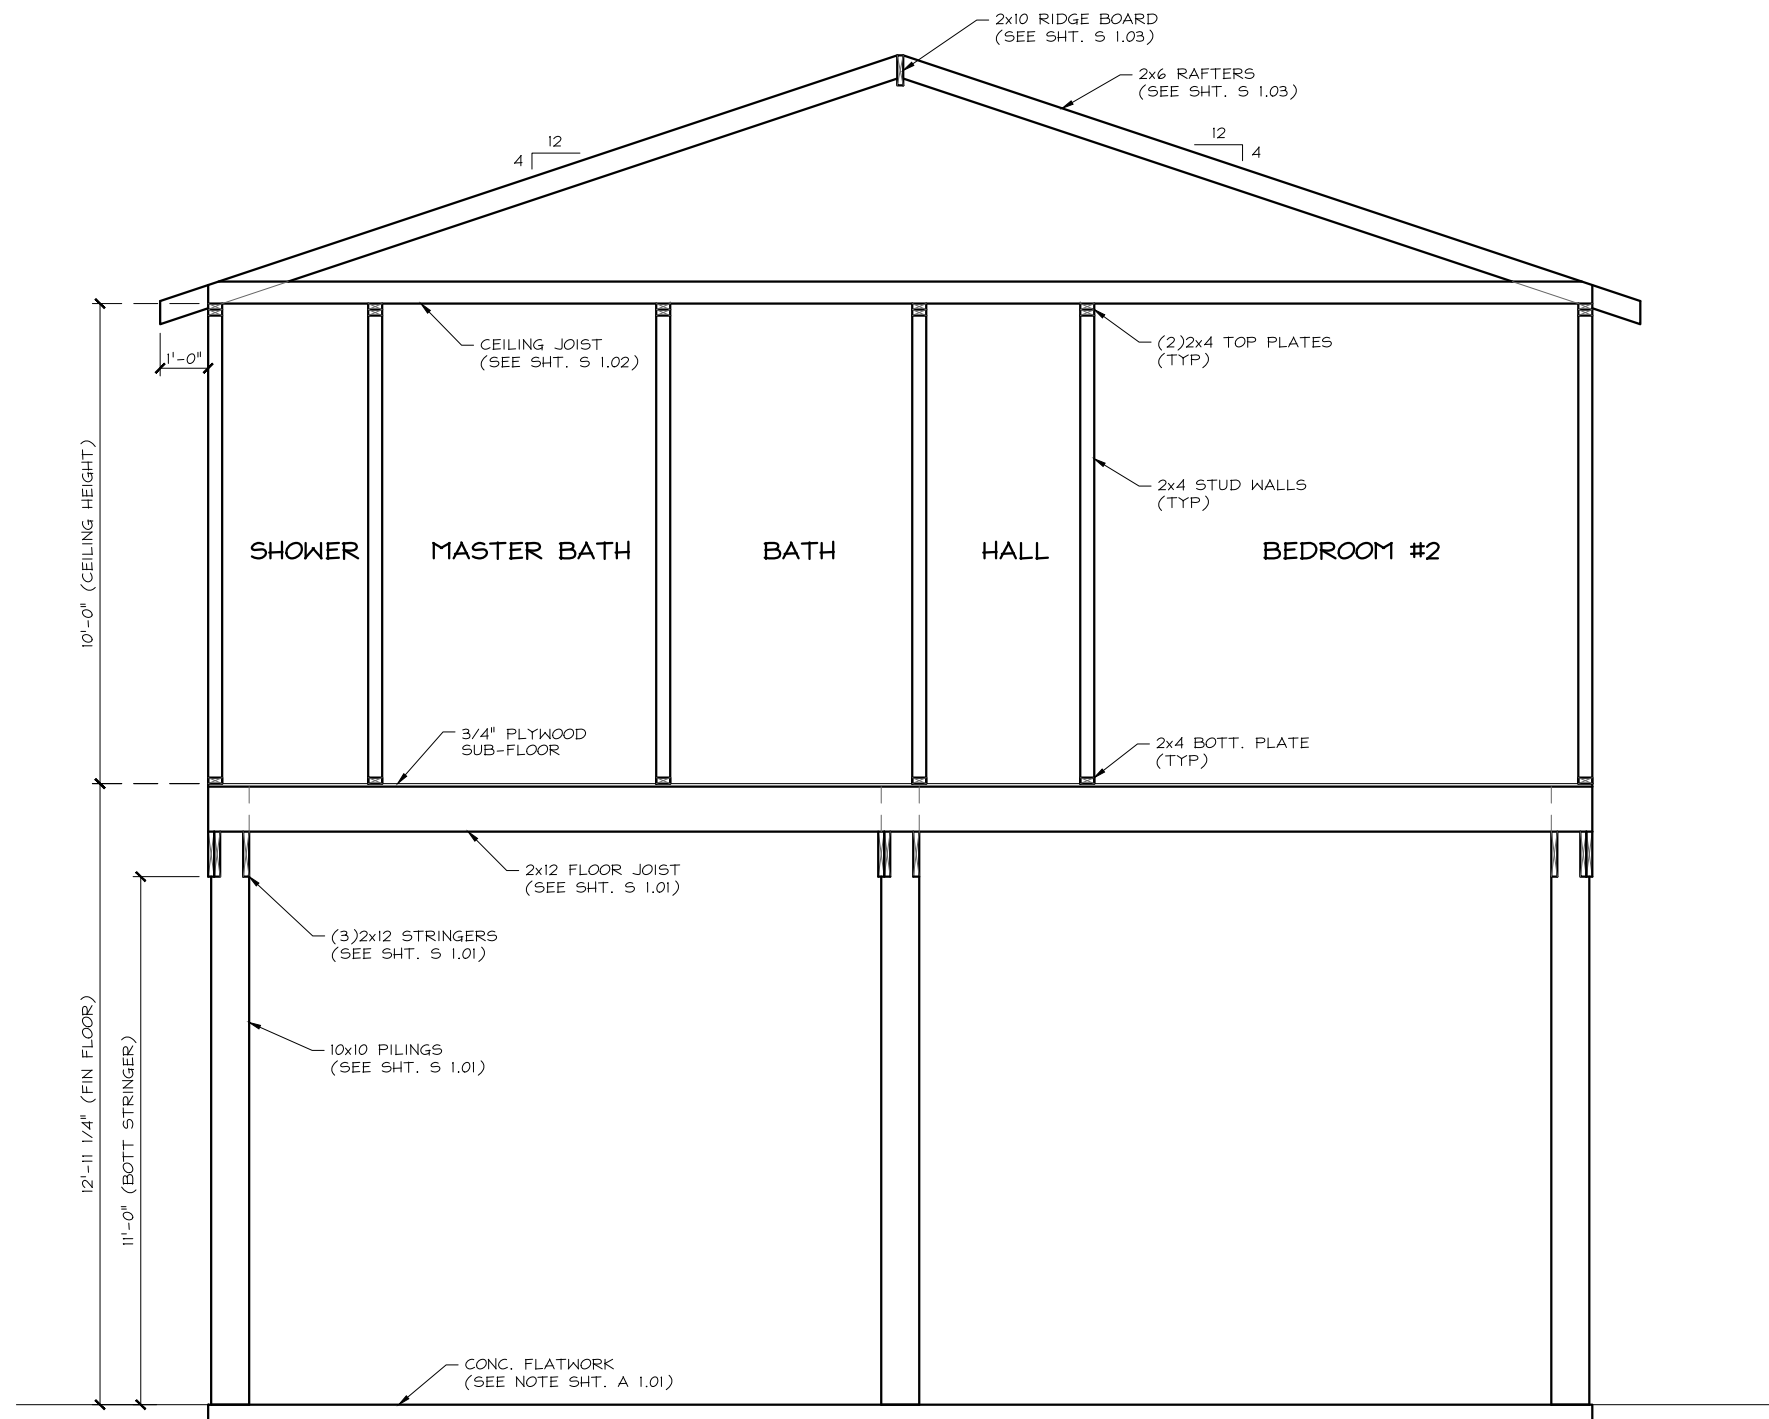 2x10 RIDGE BOARD
(SEE SHT. S 1.03)
2x6 RAFTERS
(SEE SHT. S 1.03)
12
4
12
4
1'-0"
CEILING JOIST
(SEE SHT. S 1.02)
(2)2x4 TOP PLATES
(TYP)
10'-0" (CEILING HEIGHT)
2x4 STUD WALLS
(TYP)
SHOWER
MASTER BATH
BATH
HALL
BEDROOM #2
3/4" PLYWOOD
SUB-FLOOR
2x4 BOTT. PLATE
(TYP)
2x12 FLOOR JOIST
(SEE SHT. S 1.01)
(3)2x12 STRINGERS
(SEE SHT. S 1.01)
12'-11 1/4" (FIN FLOOR)
11'-0" (BOTT STRINGER)
10x10 PILINGS
(SEE SHT. S 1.01)
CONC. FLATWORK
(SEE NOTE SHT. A 1.01)